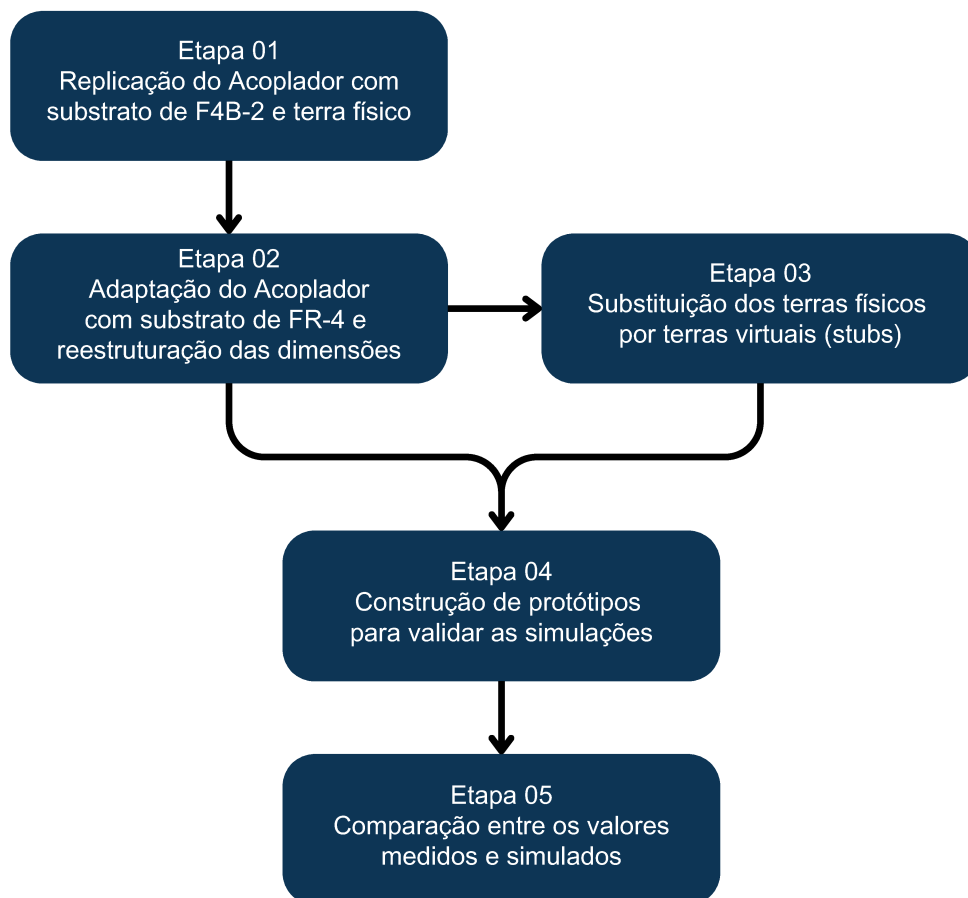 Etapa 01
Replicação do Acoplador com
substrato de F4B-2 e terra físico
Etapa 02
Adaptação do Acoplador
com substrato de FR-4 e
reestruturação das dimensões
Etapa 03
Substituição dos terras físicos
por terras virtuais (stubs)
Etapa 04
Construção de protótipos
para validar as simulações
Etapa 05
Comparação entre os valores
medidos e simulados